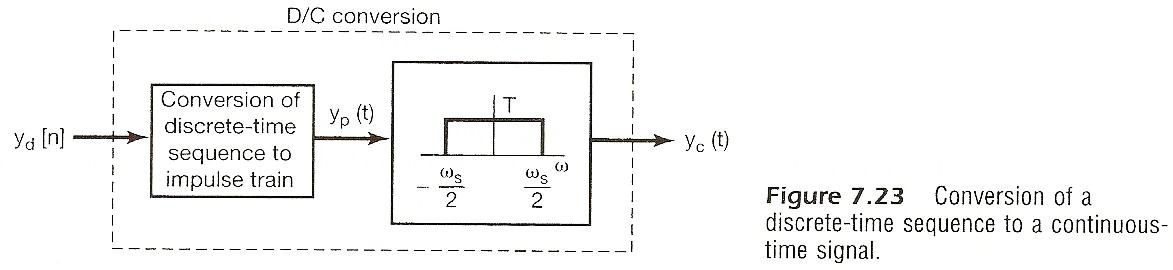 D/C conversion
Conversion of
discrete-time
sequence to
impulse train
y_d [n]
y_p (t)
T
- ω_s/2
ω_s/2
ω
y_c (t)
Figure 7.23 Conversion of a
discrete-time sequence to a continuous-
time signal.